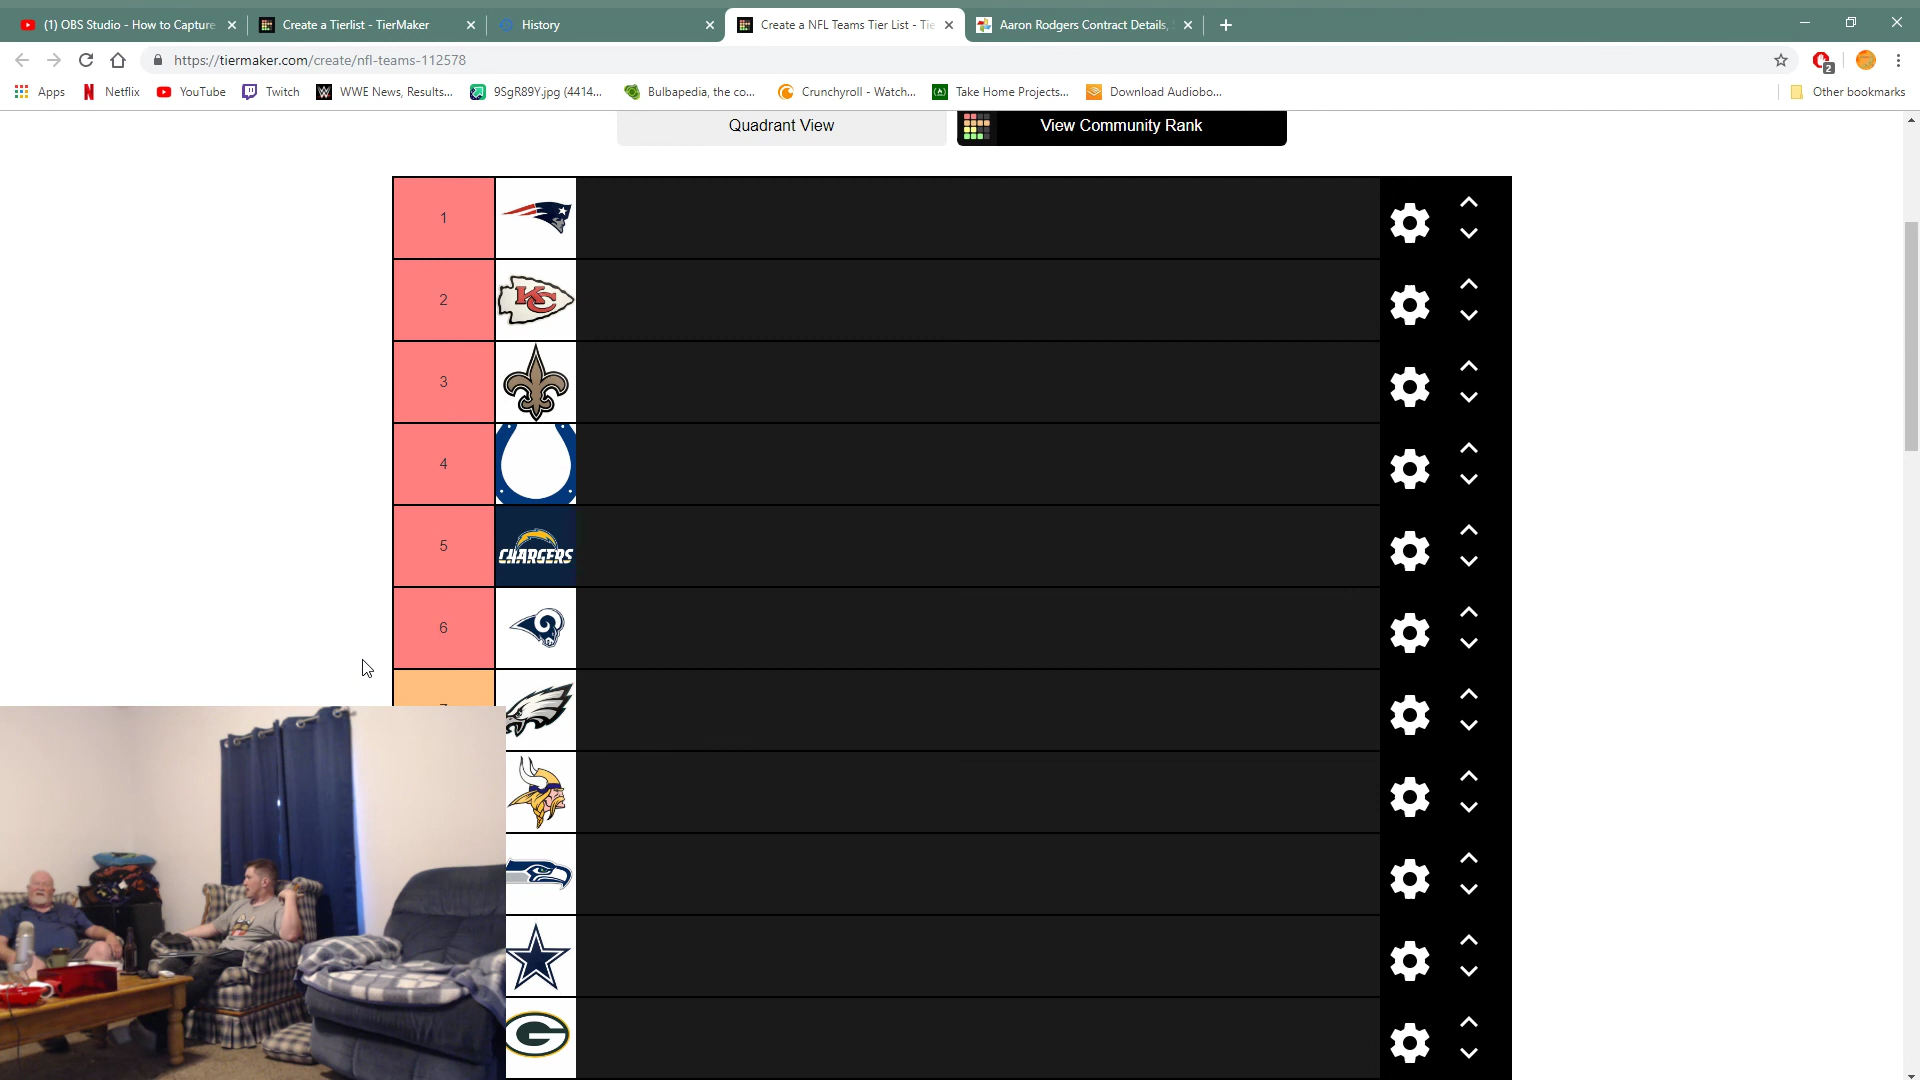 (1) OBS Studio - How to Capture
Create a Tierlist - TierMaker
History
Create a NFL Teams Tier List - Tie
Aaron Rodgers Contract Details,
https://tiermaker.com/create/nfl-teams-112578
2
Apps
Netflix
YouTube
Twitch
WWE News, Results...
9SgR89Y.jpg (4414...
Bulbapedia, the co...
Crunchyroll - Watch...
Take Home Projects...
Download Audiobo...
Other bookmarks
Quadrant View
View Community Rank
1
2
KC
3
4
5
CHARGERS
6
G